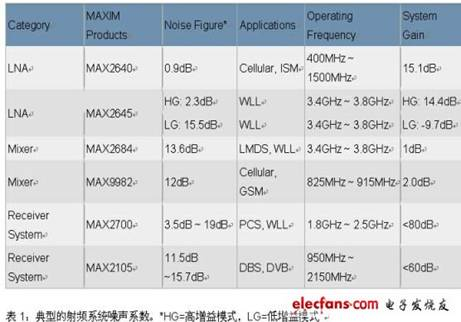 Category MAXIM Products Noise Figure* Applications Operating Frequency System Gain
LNA MAX2640 0.9dB Cellular, ISM 400MHz ~ 1500MHz 15.1dB
LNA MAX2645 HG: 2.3dB WLL 3.4GHz ~ 3.8GHz HG: 14.4dB
LG: 15.5dB WLL 3.4GHz ~ 3.8GHz LG: -9.7dB
Mixer MAX2684 13.6dB LMDS, WLL 3.4GHz ~ 3.8GHz 1dB
Mixer MAX9982 12dB Cellular, GSM 825MHz ~ 915MHz 2.0dB
Receiver System MAX2700 3.5dB ~ 19dB PCS, WLL 1.8GHz ~ 2.5GHz <80dB
Receiver System MAX2105 11.5dB ~15.7dB DBS, DVB 950MHz ~ 2150MHz <60dB
elecfans·com 电子发烧友
表 1：典型的射频系统噪声系数。*HG=高增益模式，LG=低增益模式